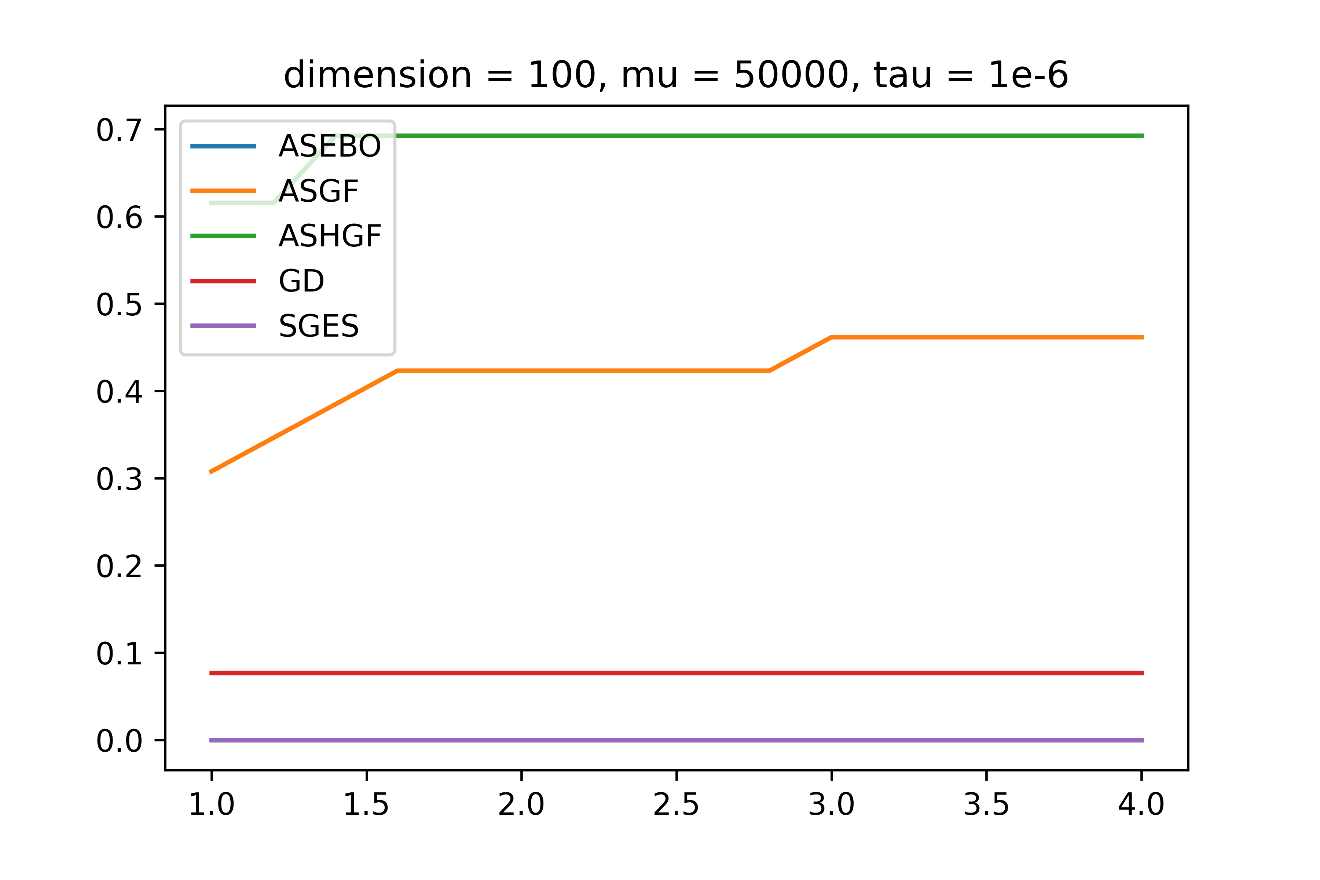 dimension = 100, mu = 50000, tau = 1e-6
0.7
0.6
0.5
0.4
0.3
0.2
0.1
0.0
ASEBO
ASGF
ASHGF
GD
SGES
1.0 1.5 2.0 2.5 3.0 3.5 4.0